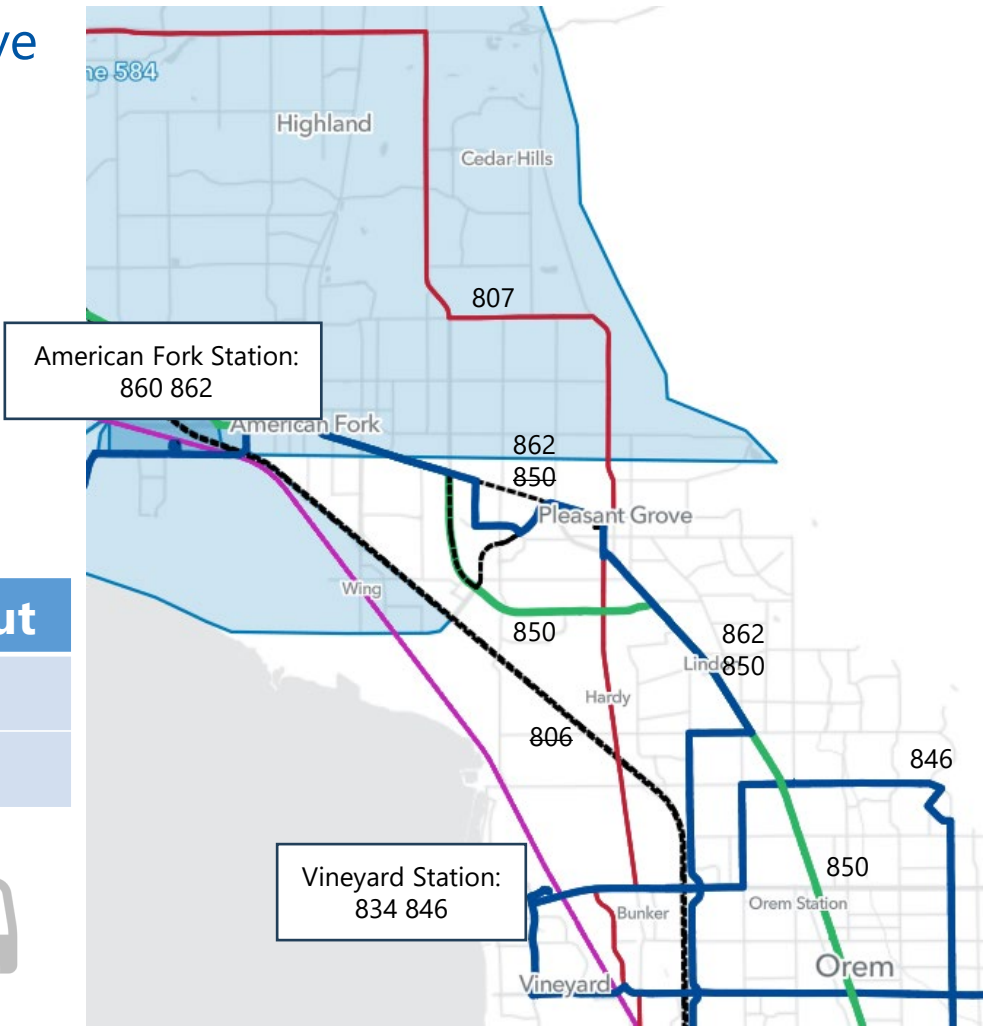 ve
ne 584
Highland
Cedar Hills
807
American Fork Station:
860 862
American Fork
862
850
Pleasant Grove
Wing
850
862
850
Hardy
ut
806
846
850
Vineyard Station:
834 846
Bunker
Orem Station
Orem
Vineyard